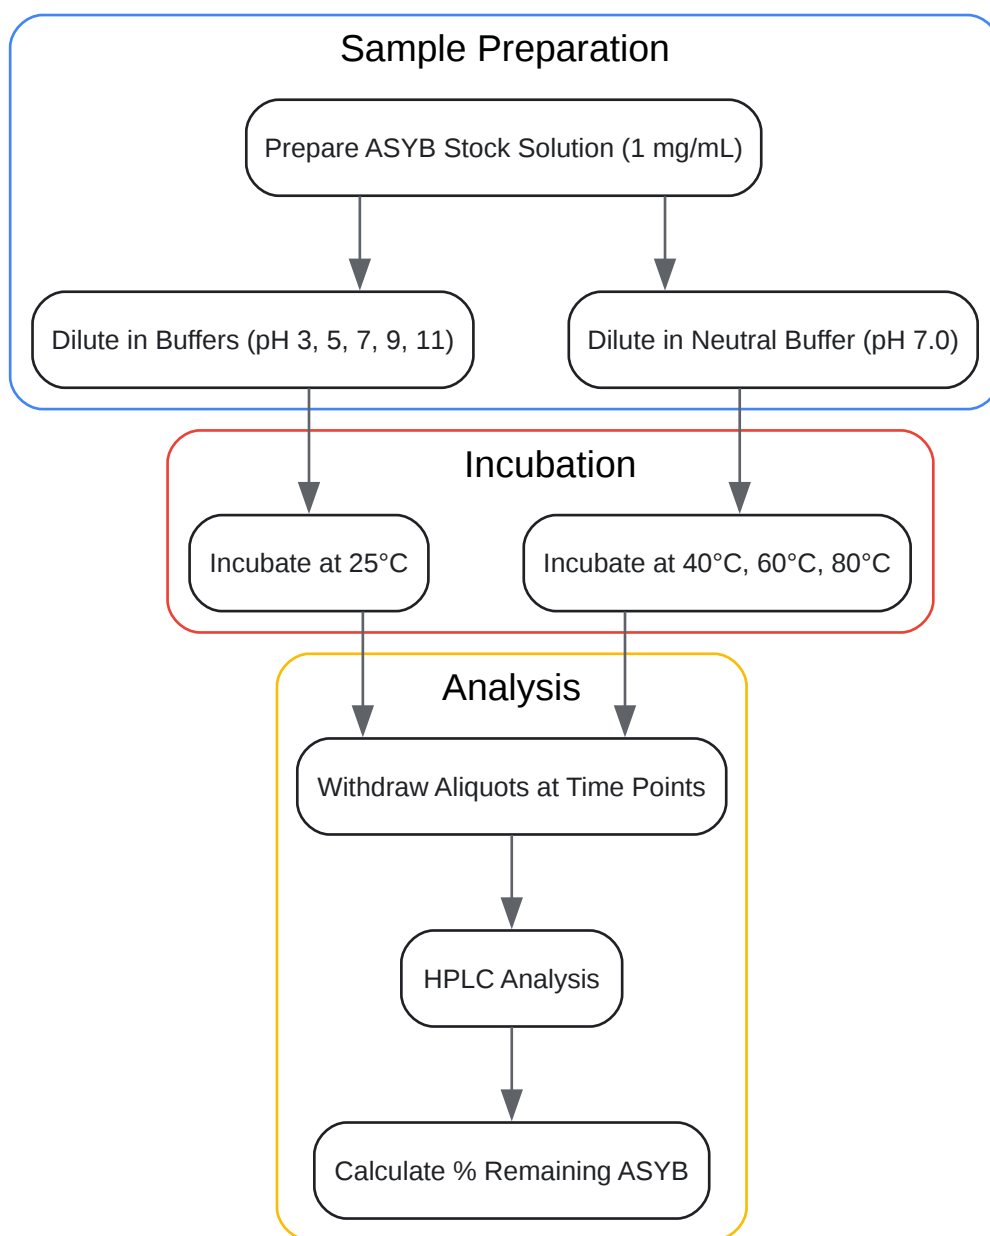 Sample Preparation
Prepare ASYB Stock Solution (1 mg/mL)
Dilute in Buffers (pH 3, 5, 7, 9, 11)
Dilute in Neutral Buffer (pH 7.0)
Incubation
Incubate at 25°C
Incubate at 40°C, 60°C, 80°C
Analysis
Withdraw Aliquots at Time Points
HPLC Analysis
Calculate % Remaining ASYB